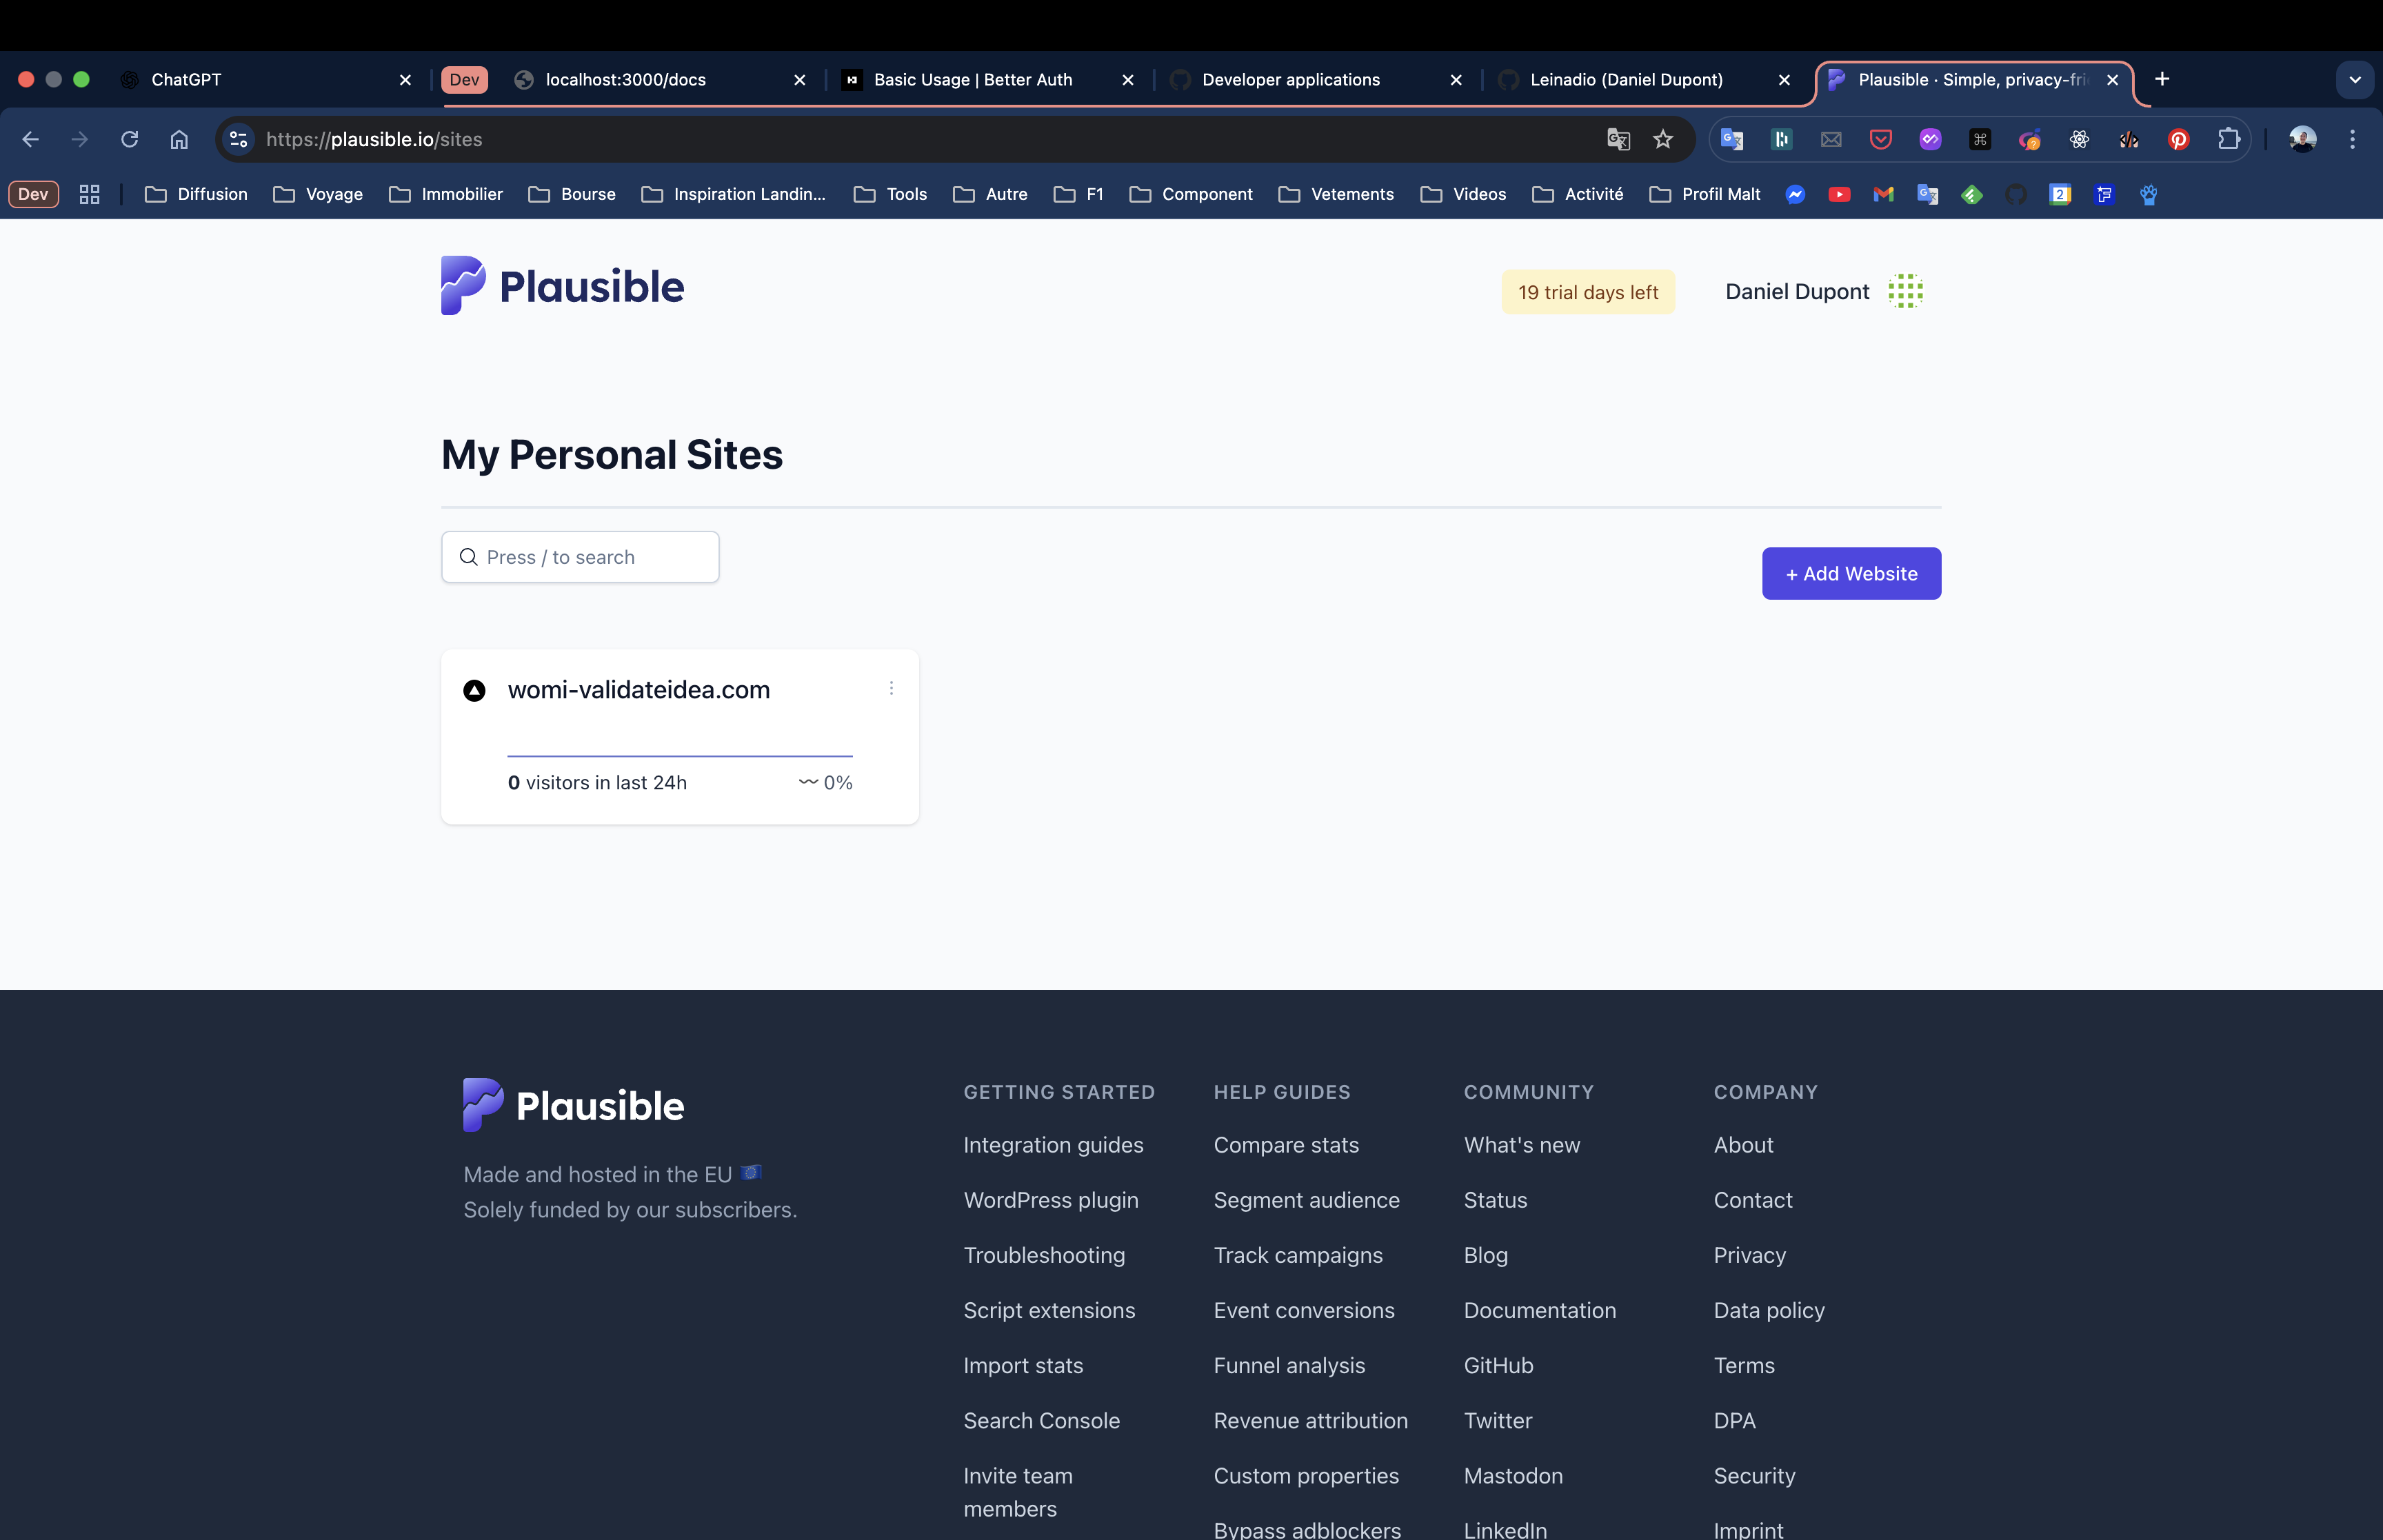 ChatGPT
Dev
localhost:3000/docs
Basic Usage | Better Auth
Developer applications
Leinadio (Daniel Dupont)
Plausible · Simple, privacy-fri
https://plausible.io/sites
Dev
Diffusion
Voyage
Immobilier
Bourse
Inspiration Landin...
Tools
Autre
F1
Component
Vetements
Videos
Activité
Profil Malt
Plausible
19 trial days left
Daniel Dupont
My Personal Sites
Press / to search
+ Add Website
womi-validateidea.com
0 visitors in last 24h
0%
Plausible
Made and hosted in the EU
Solely funded by our subscribers.
GETTING STARTED
Integration guides
WordPress plugin
Troubleshooting
Script extensions
Import stats
Search Console
Invite team
members
HELP GUIDES
Compare stats
Segment audience
Track campaigns
Event conversions
Funnel analysis
Revenue attribution
Custom properties
Bypass adblockers
COMMUNITY
What's new
Status
Blog
Documentation
GitHub
Twitter
Mastodon
LinkedIn
COMPANY
About
Contact
Privacy
Data policy
Terms
DPA
Security
Imprint